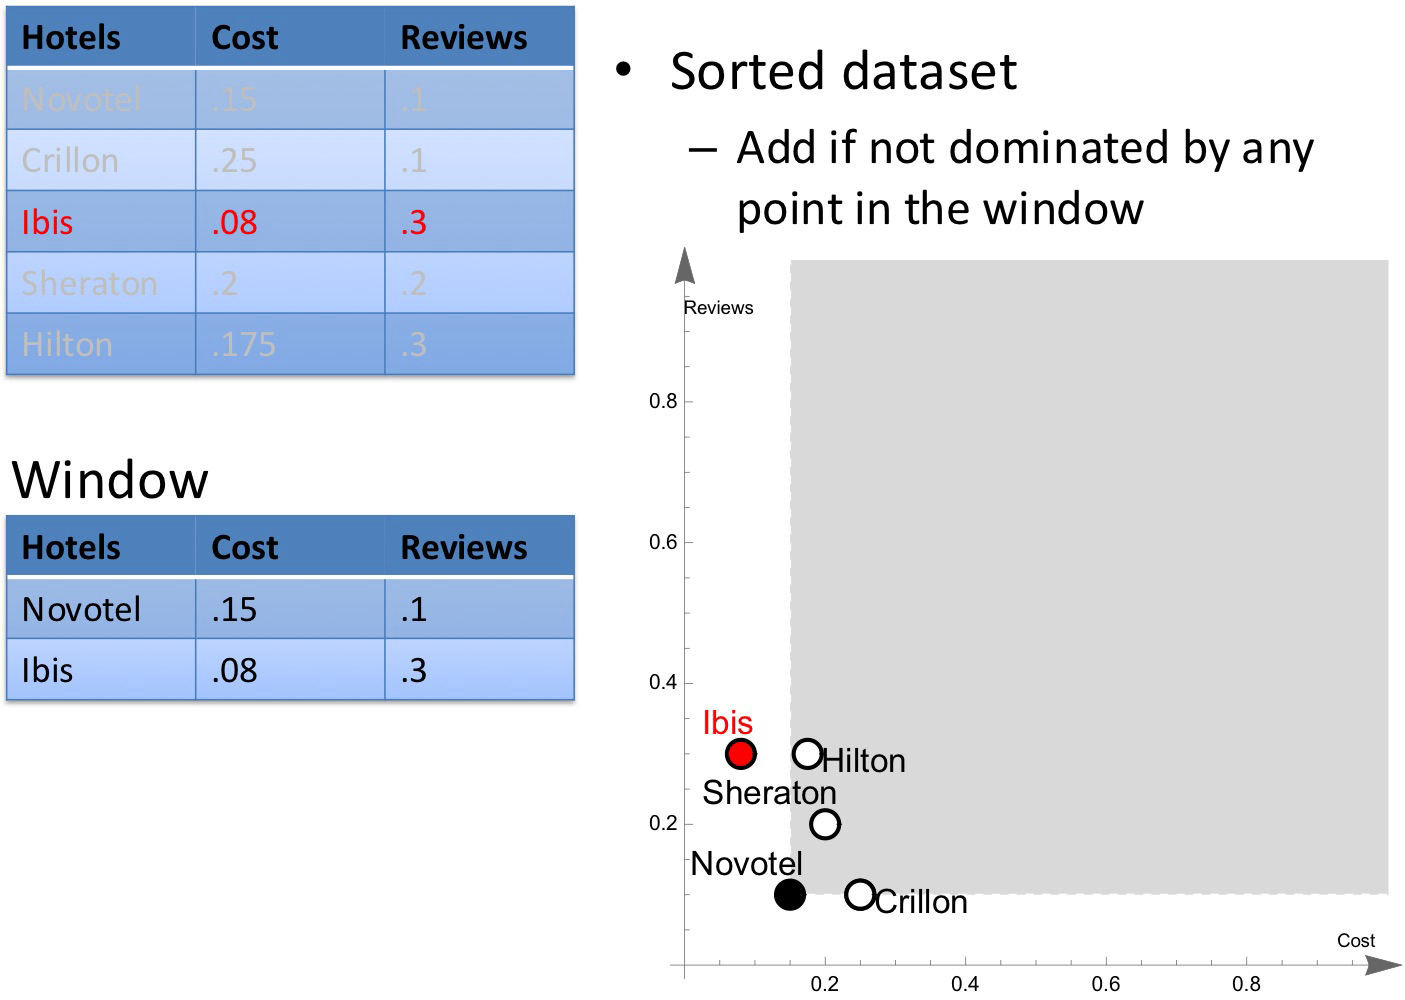 Hotels Cost Reviews
Novotel .15 .1
Crillon .25 .1
Ibis .08 .3
Sheraton .2 .2
Hilton .175 .3
Window
Hotels Cost Reviews
Novotel .15 .1
Ibis .08 .3
• Sorted dataset
– Add if not dominated by any
point in the window
Reviews
0.8
0.6
0.4
Ibis
Hilton
Sheraton
0.2
Novotel
Crillon
Cost
0.2 0.4 0.6 0.8